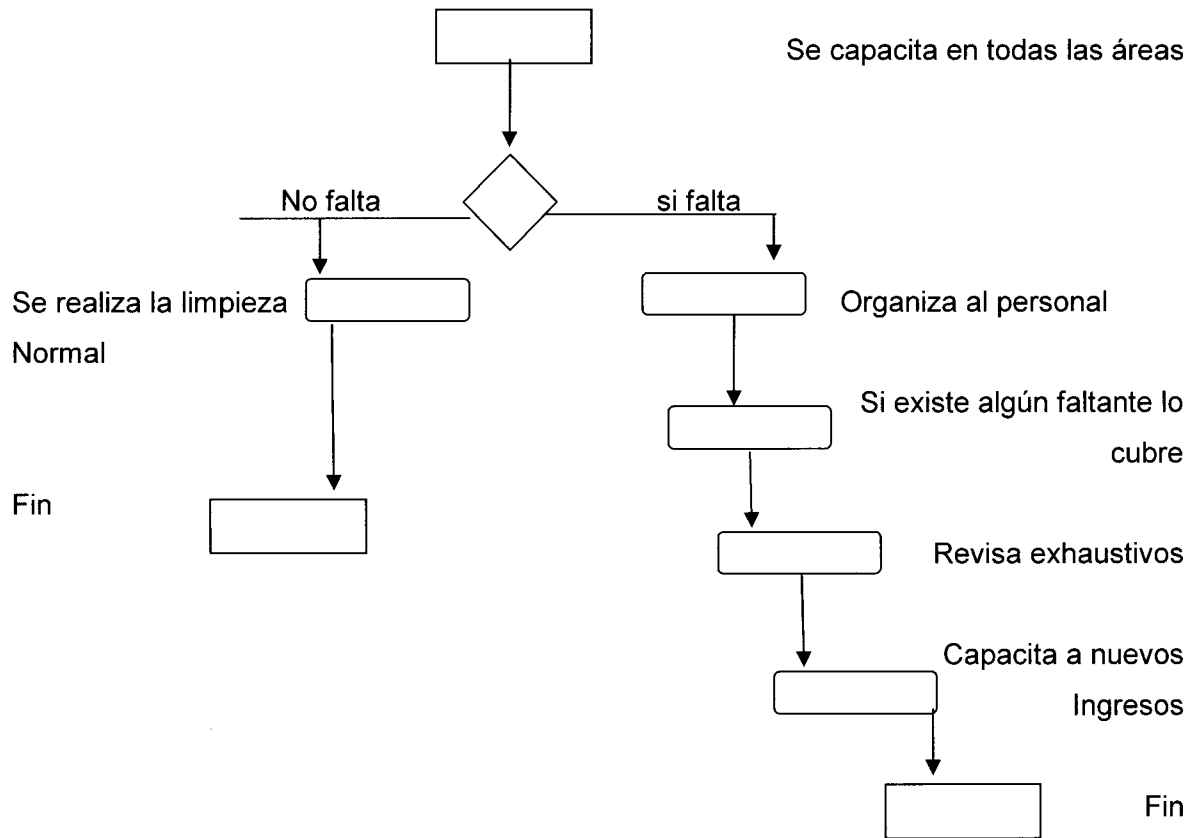 Se capacita en todas las áreas
No falta
si falta
Se realiza la limpieza
Normal
Organiza al personal
Si existe algún faltante lo
cubre
Fin
Revisa exhaustivos
Capacita a nuevos
Ingresos
Fin